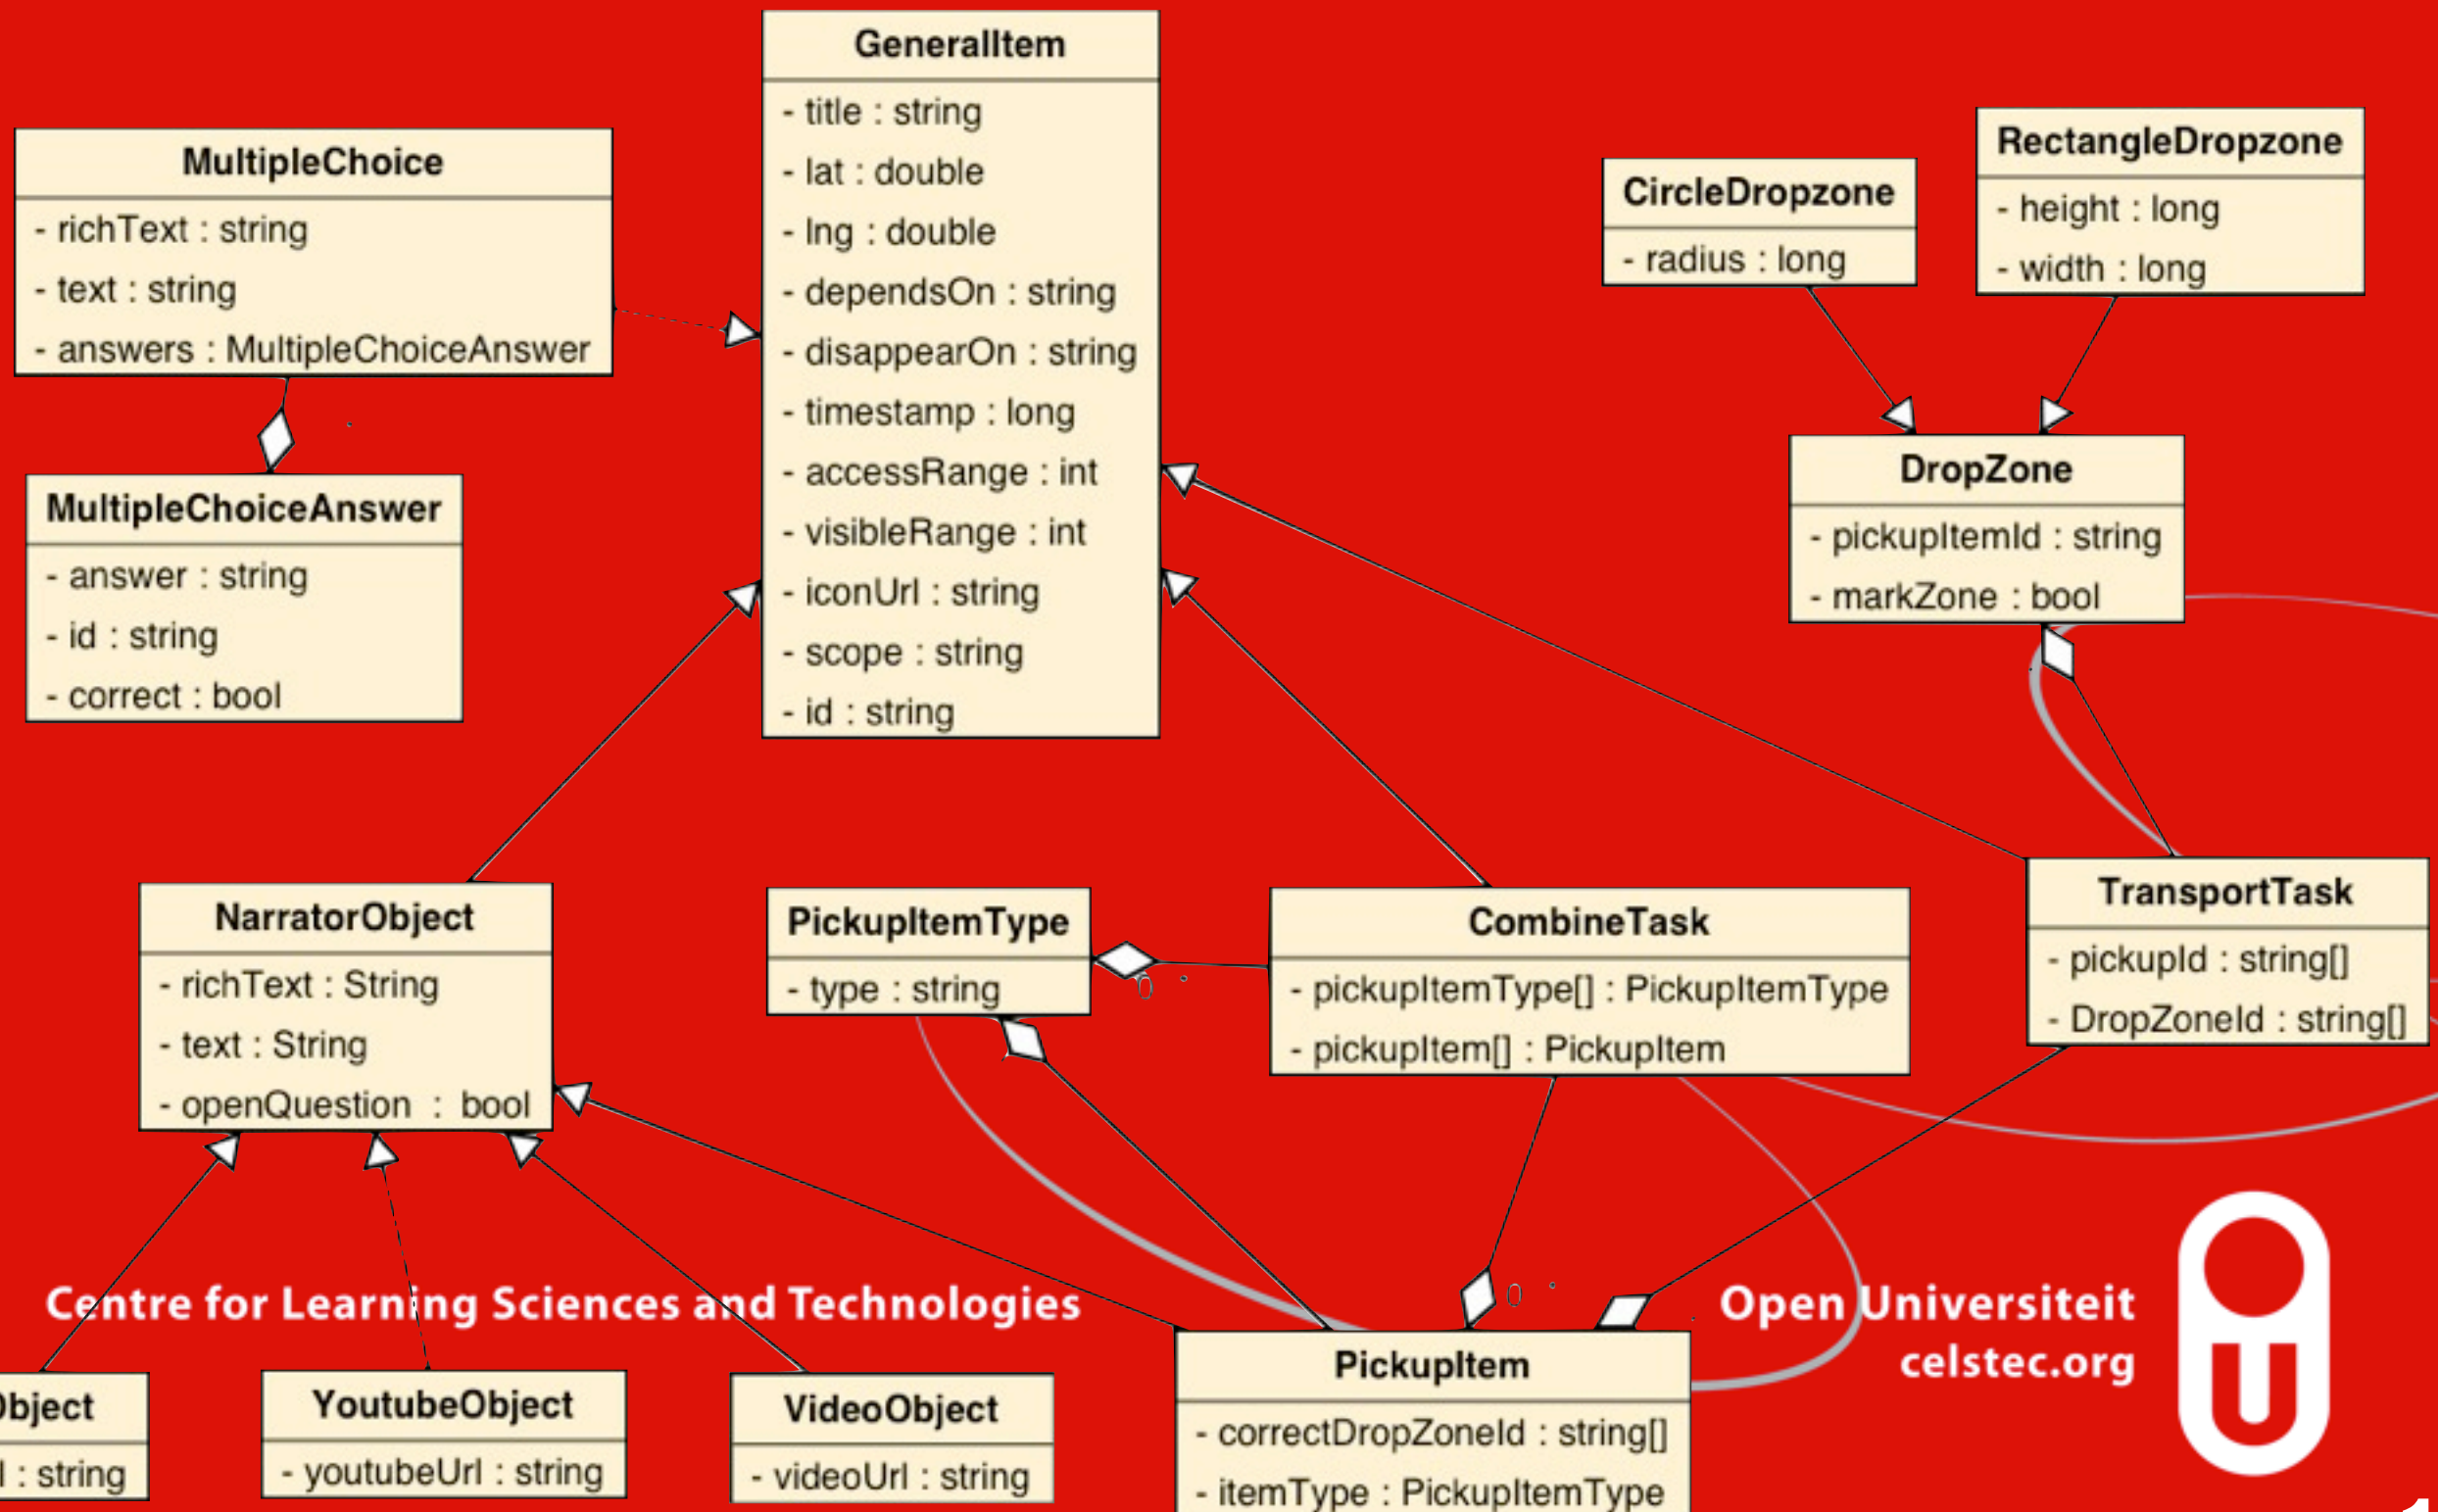 GeneralItem
- title : string
- lat : double
- lng : double
- dependsOn : string
- disappearOn : string
- timestamp : long
- accessRange : int
- visibleRange : int
- iconUrl : string
- scope : string
- id : string
MultipleChoice
- richText : string
- text : string
- answers : MultipleChoiceAnswer
MultipleChoiceAnswer
- answer : string
- id : string
- correct : bool
CircleDropzone
- radius : long
RectangleDropzone
- height : long
- width : long
DropZone
- pickupItemId : string
- markZone : bool
NarratorObject
- richText : String
- text : String
- openQuestion : bool
PickupItemType
- type : string
0
CombineTask
- pickupItemType[] : PickupItemType
- pickupItem[] : PickupItem
TransportTask
- pickupId : string[]
- DropZoneId : string[]
Centre for Learning Sciences and Technologies
0
Open Universiteit
celstec.org
Object
l : string
YoutubeObject
- youtubeUrl : string
VideoObject
- videoUrl : string
PickupItem
- correctDropZoneId : string[]
- itemType : PickupItemType